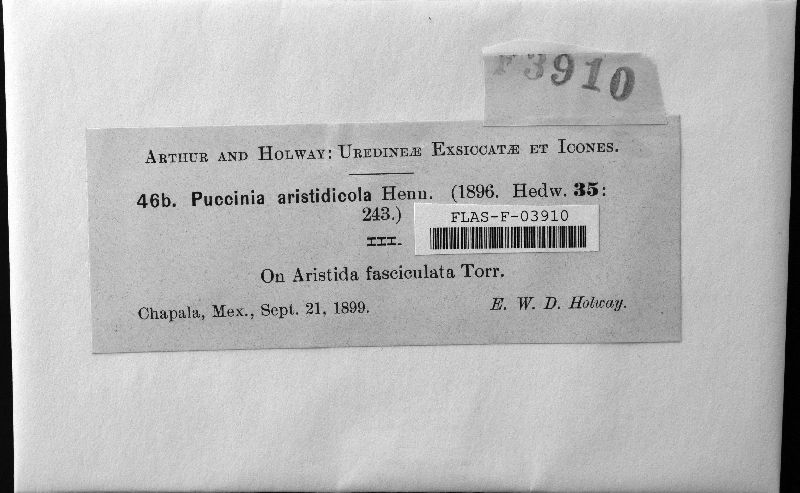 F3910
ARTHUR AND HOLWAY: UREDINEÆ EXSICCATÆ ET ICONES.
46b. Puccinia aristidicola Henn. (1896. Hedw. 35:
243.)
FLAS-F-03910
III.
On Aristida fasciculata Torr.
Chapala, Mex., Sept. 21, 1899. E. W. D. Holway.